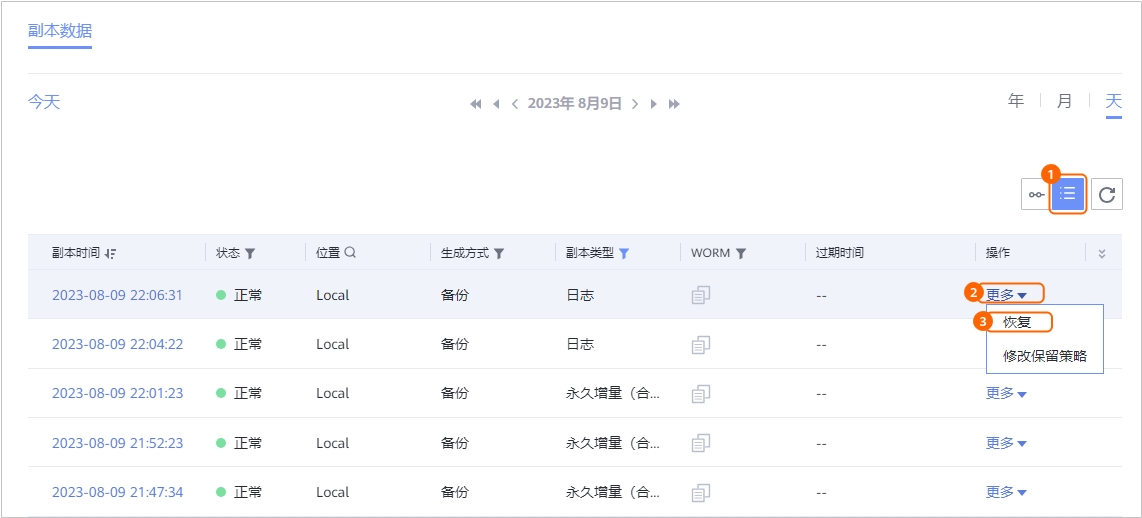 副本数据
今天
2023年 8月9日
年 月 天
1
副本时间 状态 位置 生成方式 副本类型 WORM 过期时间 操作
2023-08-09 22:06:31 正常 Local 备份 日志 -- 2 更多
3 恢复
2023-08-09 22:04:22 正常 Local 备份 日志 --
修改保留策略
2023-08-09 22:01:23 正常 Local 备份 永久增量（合... -- 更多
2023-08-09 21:52:23 正常 Local 备份 永久增量（合... -- 更多
2023-08-09 21:47:34 正常 Local 备份 永久增量（合... -- 更多